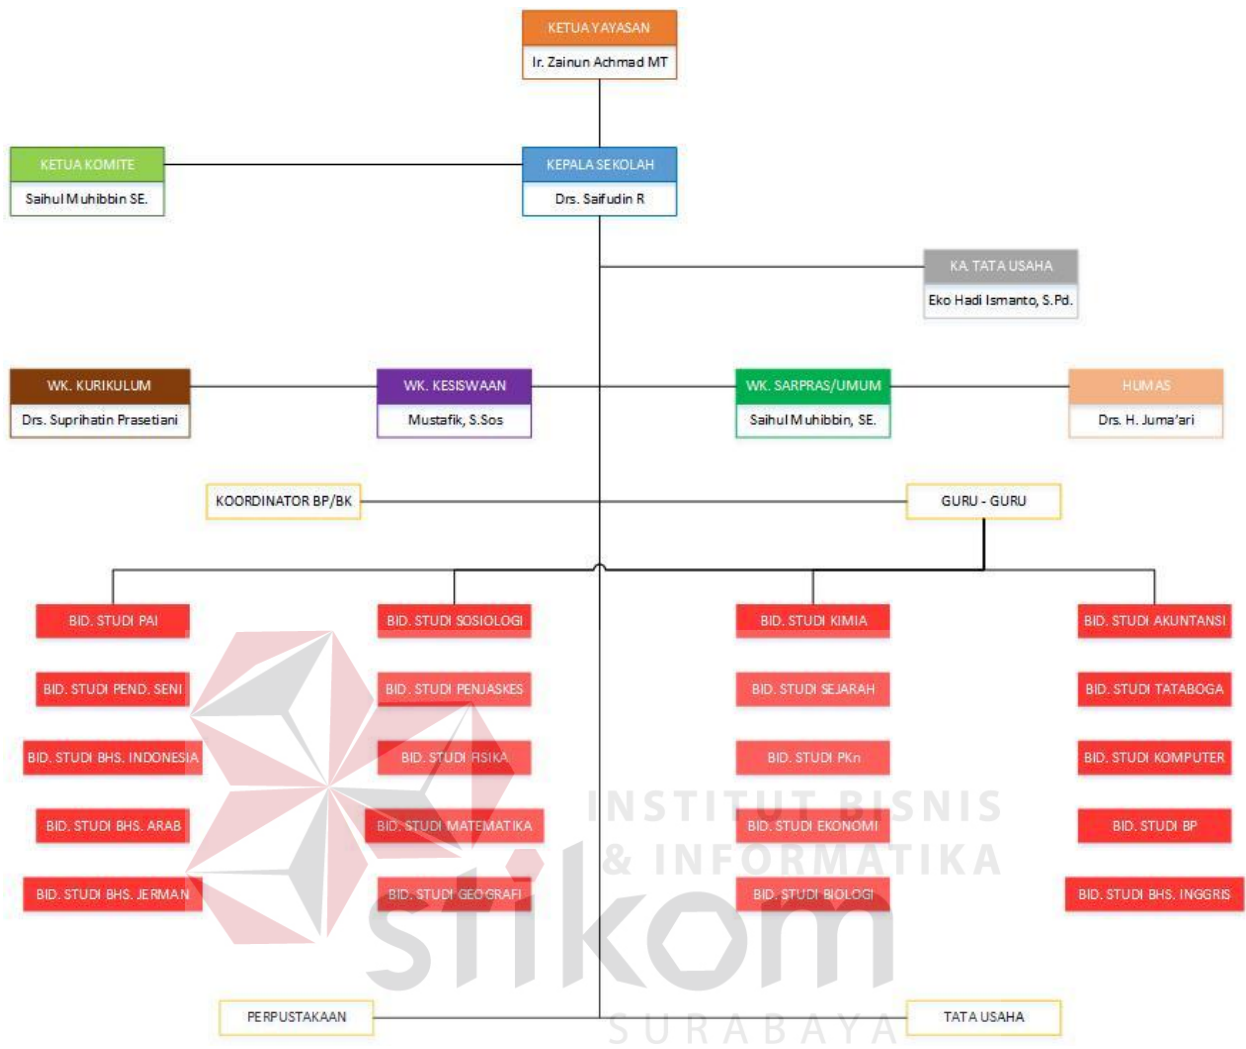 KETUA YAYASAN
Ir. Zainun Achmad MT
KETUA KOMITE
Saihul Muhibbin SE.
KEPALA SEKOLAH
Drs. Saifudin R
KA. TATA USAHA
Eko Hadi Ismanto, S.Pd.
WK. KURIKULUM
Drs. Suprihatin Prasetiani
WK. KESISWAAN
Mustafik, S.Sos
WK. SARPRAS/UMUM
Saihul Muhibbin, SE.
HUMAS
Drs. H. Juma'ari
KOORDINATOR BP/BK
GURU - GURU
BID. STUDI PAI
BID. STUDI SOSIOLOGI
BID. STUDI KIMIA
BID. STUDI AKUNTANSI
BID. STUDI PEND. SENI
BID. STUDI PENJASKES
BID. STUDI SEJARAH
BID. STUDI TATABOGA
BID. STUDI BHS. INDONESIA
BID. STUDI FISIKA
BID. STUDI PKn
BID. STUDI KOMPUTER
BID. STUDI BHS. ARAB
BID. STUDI MATEMATIKA
BID. STUDI EKONOMI
BID. STUDI BP
BID. STUDI BHS. JERMAN
BID. STUDI GEOGRAFI
BID. STUDI BIOLOGI
BID. STUDI BHS. INGGRIS
INSTITUT BISNIS
& INFORMATIKA
stikom
SURABAYA
PERPUSTAKAAN
TATA USAHA